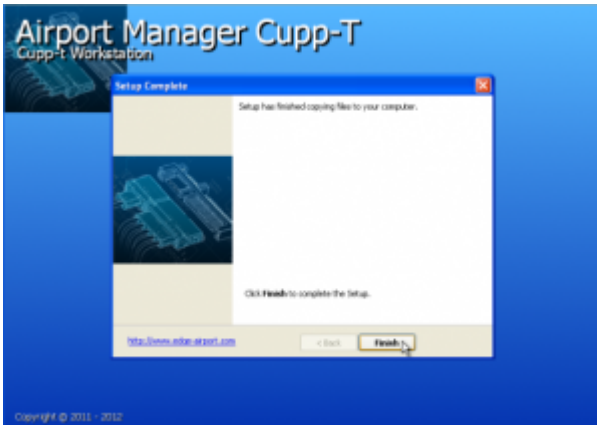 Airport Manager Cupp-T
Cupp-t Workstation
Setup Complete
Setup has finished copying files to your computer.
Click Finish to complete the Setup.
http://www.edge-airport.com
< Back
Finish
Copyright @ 2011 - 2012